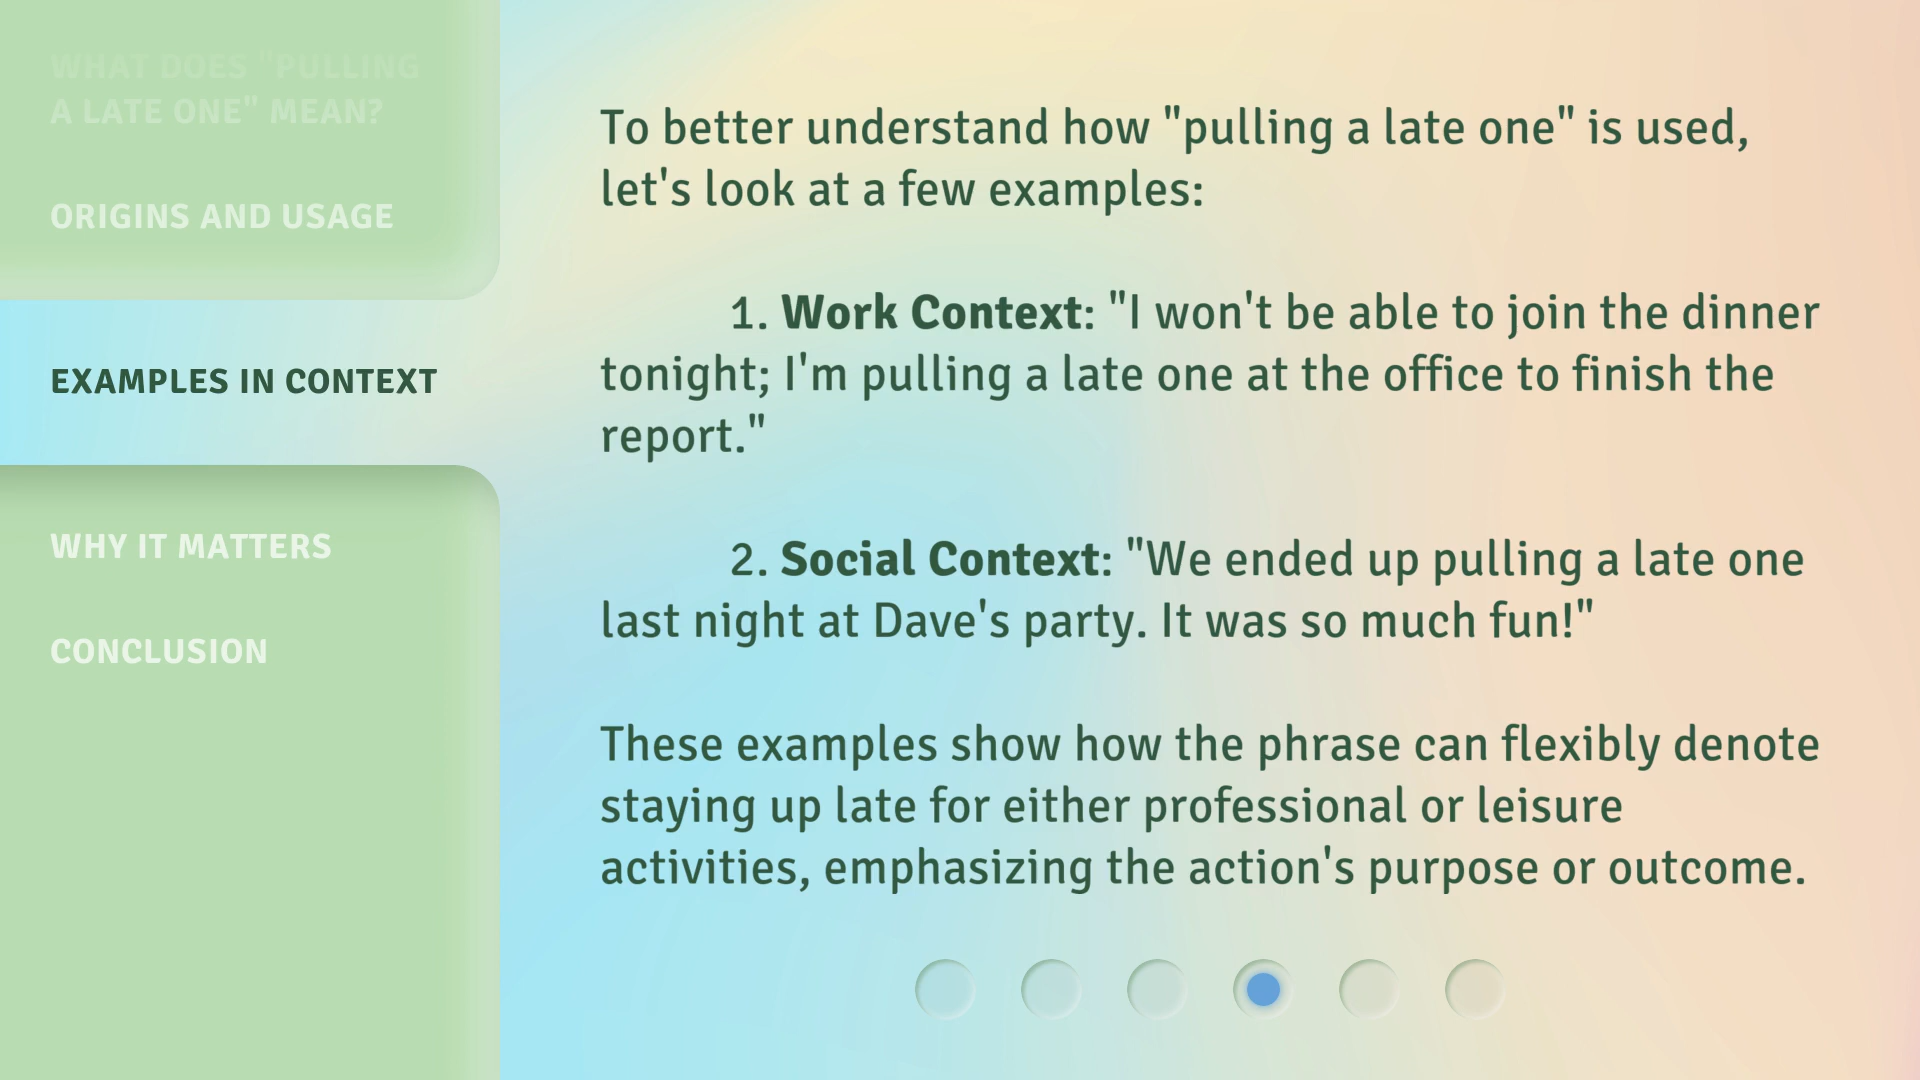 WHAT DOES "PULLING
A LATE ONE" MEAN?
ORIGINS AND USAGE
EXAMPLES IN CONTEXT
WHY IT MATTERS
CONCLUSION
To better understand how "pulling a late one" is used,
let's look at a few examples:
1. Work Context: "I won't be able to join the dinner
tonight; I'm pulling a late one at the office to finish the
report."
2. Social Context: "We ended up pulling a late one
last night at Dave's party. It was so much fun!"
These examples show how the phrase can flexibly denote
staying up late for either professional or leisure
activities, emphasizing the action's purpose or outcome.